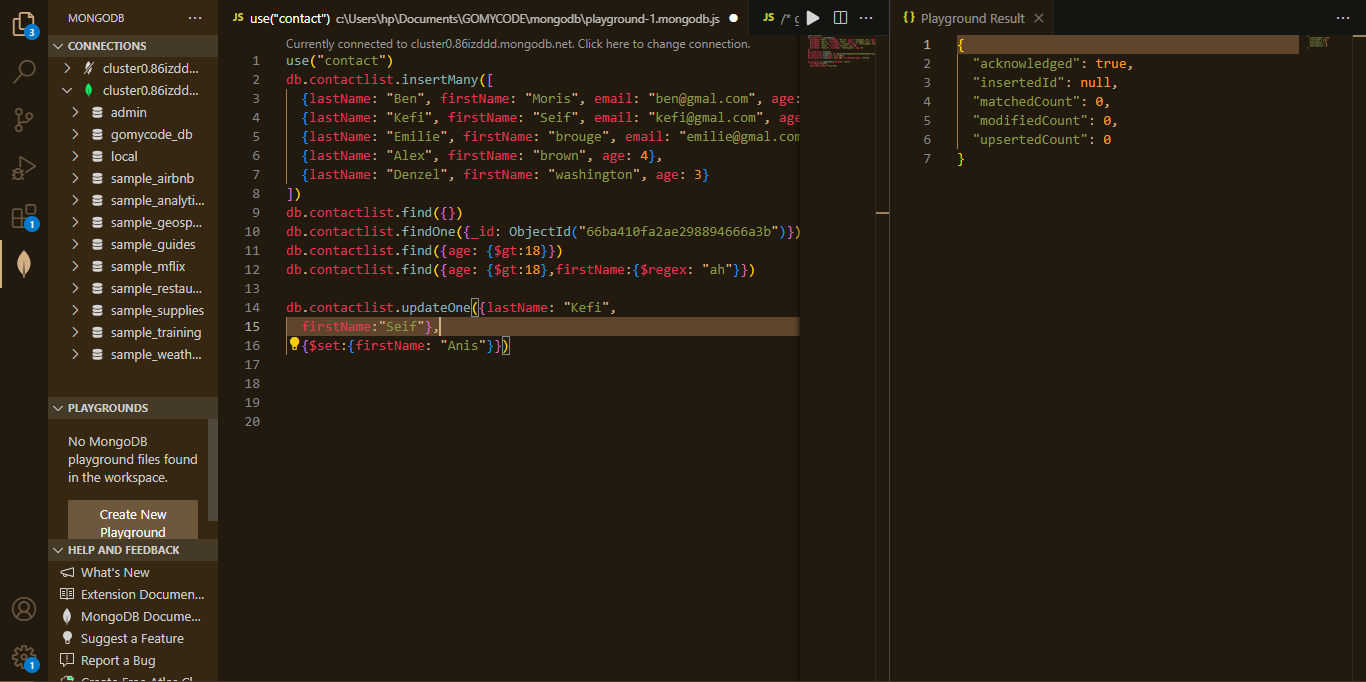 MONGODB
CONNECTIONS
cluster0.86izdd...
cluster0.86izdd...
admin
gomycode_db
local
sample_airbnb
sample_analyti...
sample_geosp...
sample_guides
sample_mflix
sample_restau...
sample_supplies
sample_training
sample_weath...
PLAYGROUNDS
No MongoDB
playground files found
in the workspace.
Create New
Playground
HELP AND FEEDBACK
What's New
Extension Documen...
MongoDB Docume...
Suggest a Feature
Report a Bug
3
1
1
JS use("contact") c:\Users\hp\Documents\GOMYCODE\mongodb\playground-1.mongodb.js
JS /* g
Currently connected to cluster0.86izddd.mongodb.net. Click here to change connection.
1 use("contact")
2 db.contactlist.insertMany([
3 {lastName: "Ben", firstName: "Moris", email: "ben@gmal.com", age:
4 {lastName: "Kefi", firstName: "Seif", email: "kefi@gmal.com", age
5 {lastName: "Emilie", firstName: "brouge", email: "emilie@gmal.com
6 {lastName: "Alex", firstName: "brown", age: 4},
7 {lastName: "Denzel", firstName: "washington", age: 3}
8 ])
9 db.contactlist.find({})
10 db.contactlist.findOne({_id: ObjectId("66ba410fa2ae298894666a3b")})
11 db.contactlist.find({age: {$gt:18}})
12 db.contactlist.find({age: {$gt:18},firstName:{$regex: "ah"}})
13
14 db.contactlist.updateOne({lastName: "Kefi",
15 firstName:"Seif"},
16 {$set:{firstName: "Anis"}})
17
18
19
20
{} Playground Result
1 {
2 "acknowledged": true,
3 "insertedId": null,
4 "matchedCount": 0,
5 "modifiedCount": 0,
6 "upsertedCount": 0
7 }